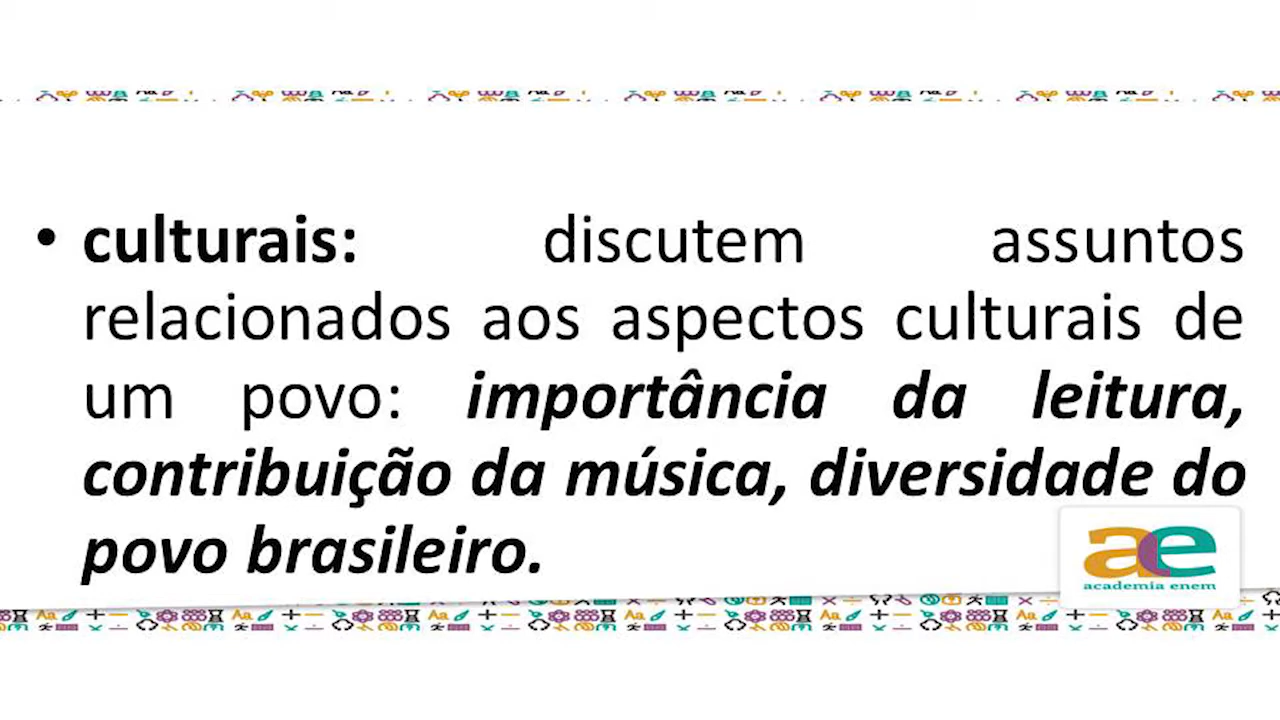 • culturais: discutem assuntos
relacionados aos aspectos culturais de
um povo: importância da leitura,
contribuição da música, diversidade do
povo brasileiro.
ae
academia enem